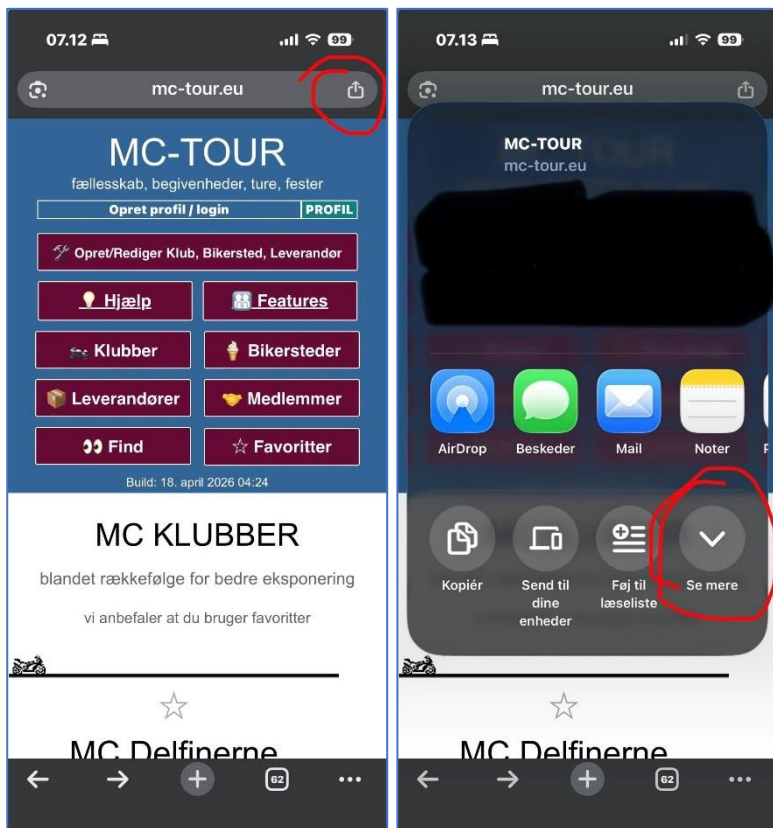 07.12
99
mc-tour.eu
MC-TOUR
fællesskab, begivenheder, ture, fester
Opret profil / login PROFIL
Opret/Rediger Klub, Bikersted, Leverandør
Hjælp Features
Klubber Bikersteder
Leverandører Medlemmer
Find Favoritter
Build: 18. april 2026 04:24
MC KLUBBER
blandet rækkefølge for bedre eksponering
vi anbefaler at du bruger favoritter
MC Delfinerne
62
07.13
99
mc-tour.eu
MC-TOUR
mc-tour.eu
AirDrop Beskeder Mail Noter
Kopiér Send til dine enheder Føj til læseliste Se mere
MC Delfinerne
62